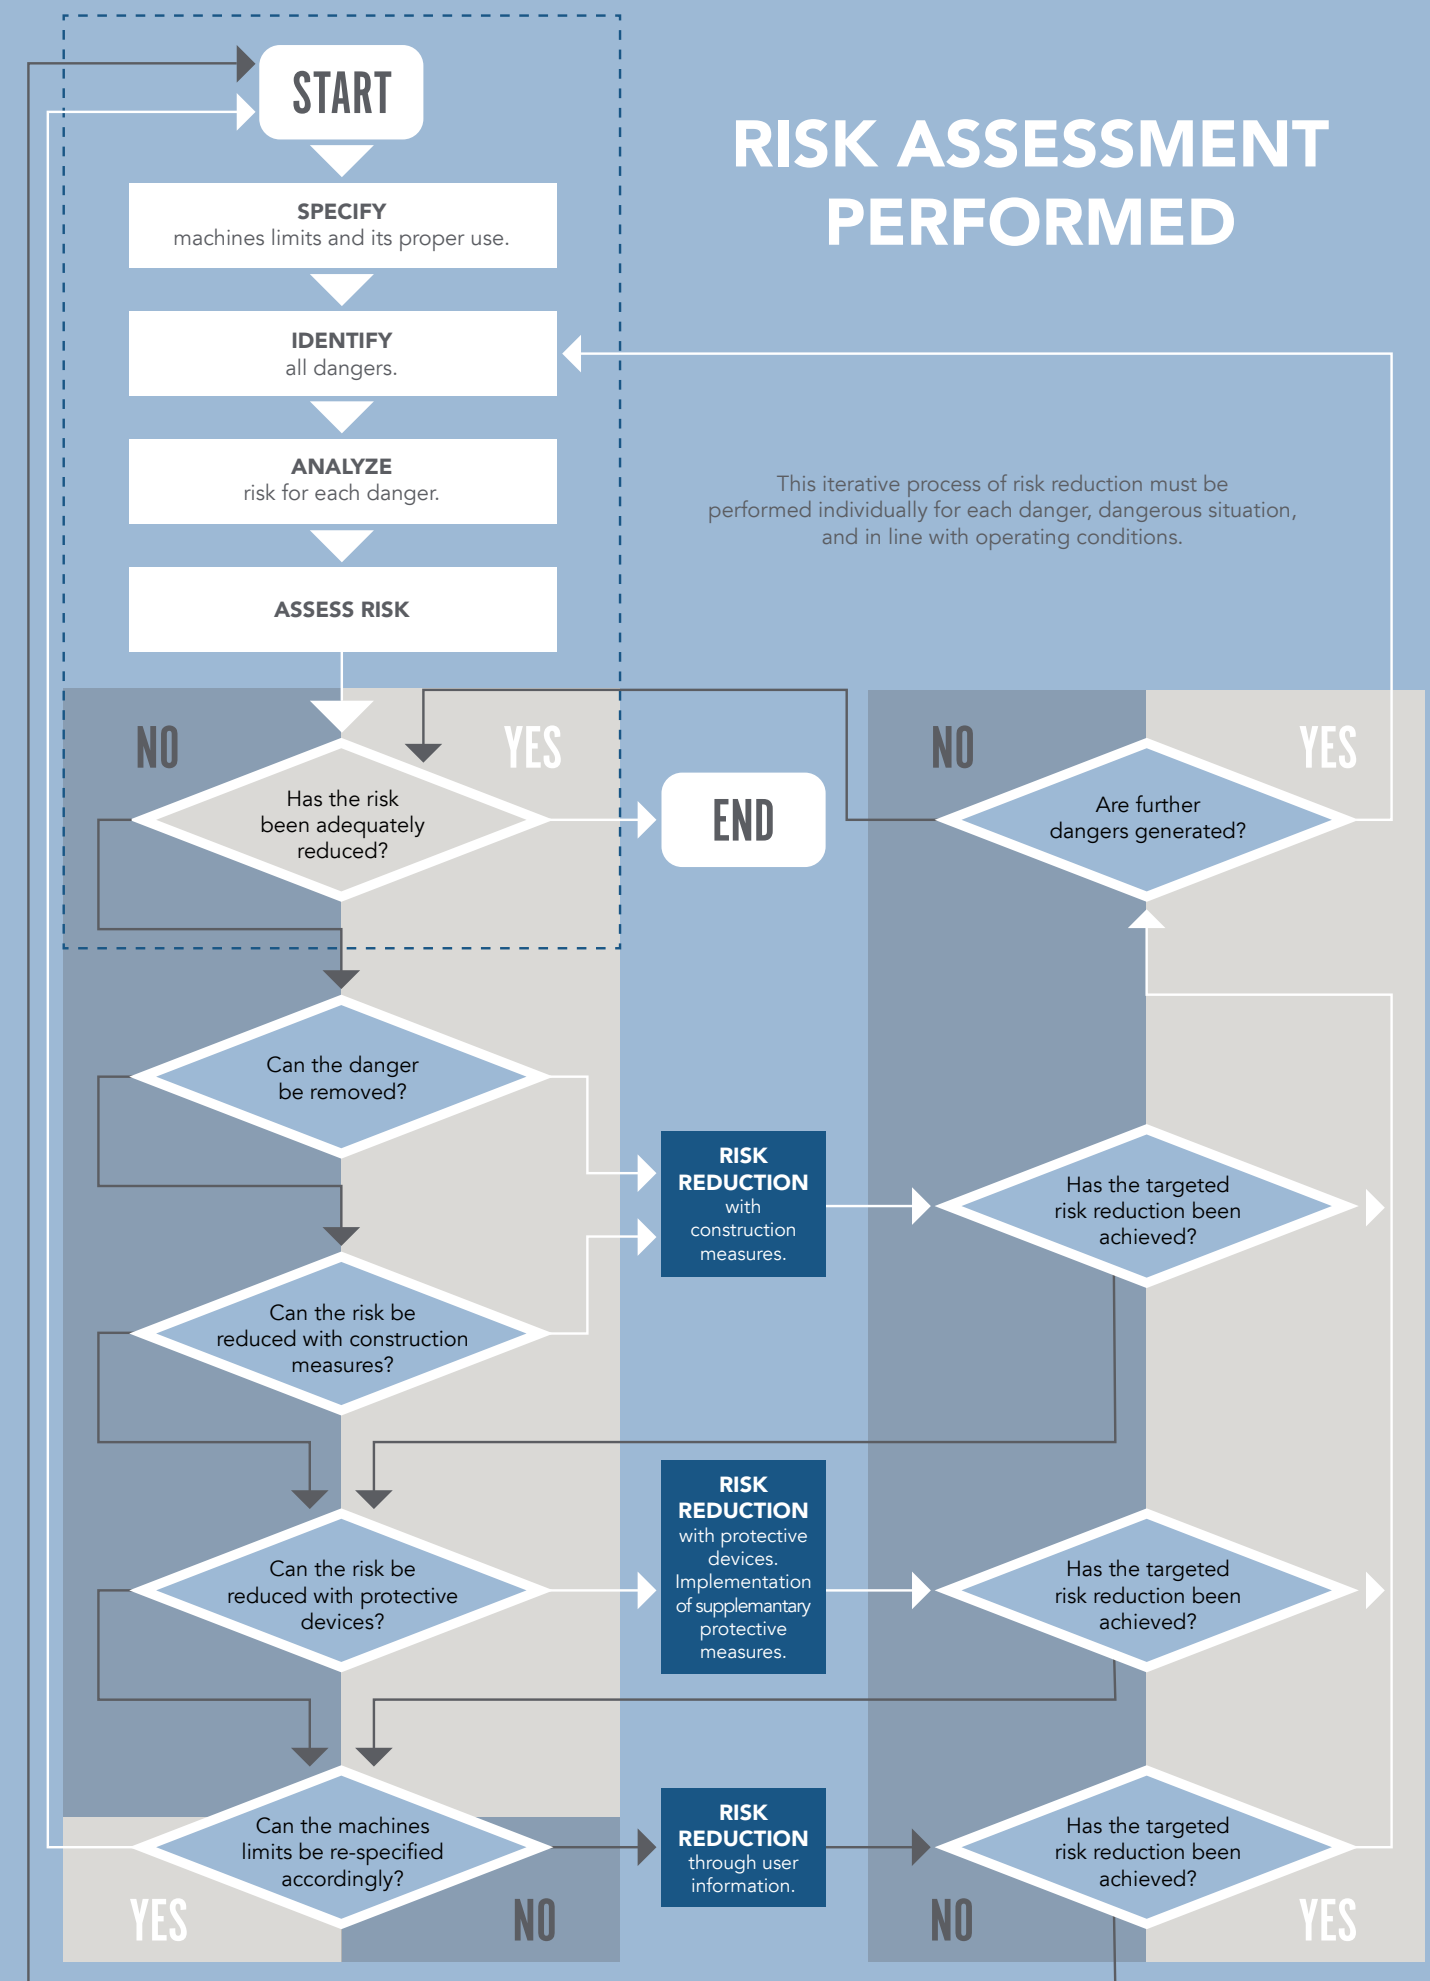 START
RISK ASSESSMENT
PERFORMED
SPECIFY
machines limits and its proper use.
IDENTIFY
all dangers.
ANALYZE
risk for each danger.
This iterative process of risk reduction must be
performed individually for each danger, dangerous situation,
and in line with operating conditions.
ASSESS RISK
NO
YES
Has the risk
been adequately
reduced?
END
NO
YES
Are further
dangers generated?
Can the danger
be removed?
RISK
REDUCTION
with
construction
measures.
Has the targeted
risk reduction been
achieved?
Can the risk be
reduced with construction
measures?
Can the risk be
reduced with protective
devices?
RISK
REDUCTION
with protective
devices.
Implementation
of supplemantary
protective
measures.
Has the targeted
risk reduction been
achieved?
Can the machines
limits be re-specified
accordingly?
YES
NO
RISK
REDUCTION
through user
information.
Has the targeted
risk reduction been
achieved?
NO
YES